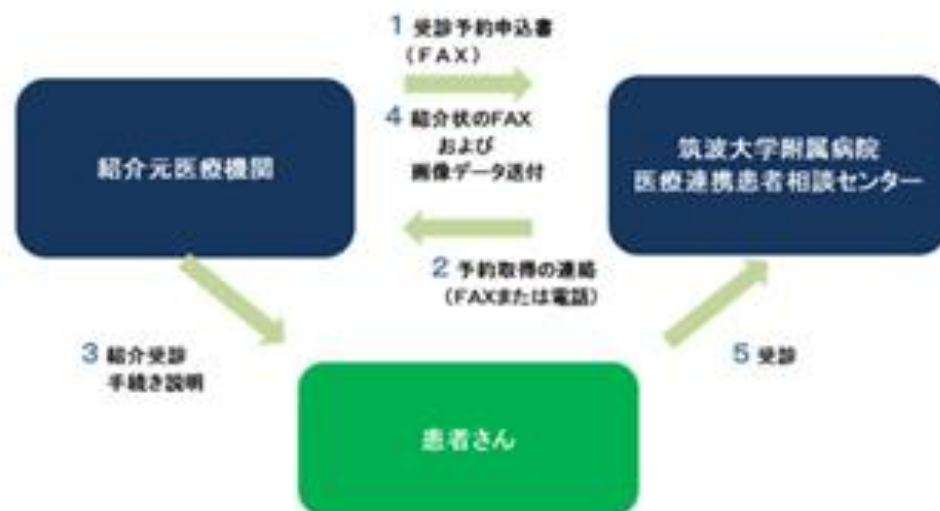 1 受診予約申込書
(FAX)
4 紹介状のFAX
および
画像データ送付
紹介元医療機関
筑波大学附属病院
医療連携患者相談センター
2 予約取得の連絡
(FAXまたは電話)
3 紹介受診
手続き説明
5 受診
患者さん